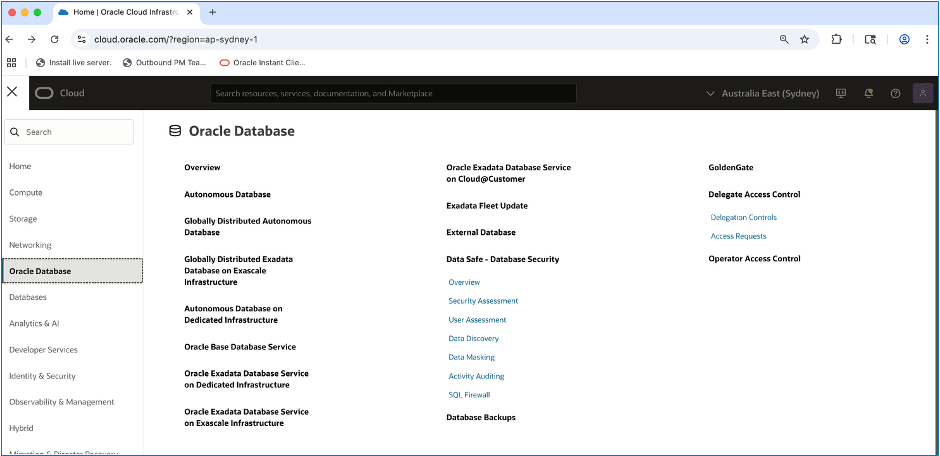 Home | Oracle Cloud Infrastru
cloud.oracle.com/?region=ap-sydney-1
Install live server.
Outbound PM Tea...
Oracle Instant Clie...
Cloud
Search resources, services, documentation, and Marketplace
Australia East (Sydney)
Search
Home
Compute
Storage
Networking
Oracle Database
Databases
Analytics & AI
Developer Services
Identity & Security
Observability & Management
Hybrid
Migration & Disaster Recovery
Oracle Database
Overview
Autonomous Database
Globally Distributed Autonomous
Database
Globally Distributed Exadata
Database on Exascale
Infrastructure
Autonomous Database on
Dedicated Infrastructure
Oracle Base Database Service
Oracle Exadata Database Service
on Dedicated Infrastructure
Oracle Exadata Database Service
on Exascale Infrastructure
Oracle Exadata Database Service
on Cloud@Customer
Exadata Fleet Update
External Database
Data Safe - Database Security
Overview
Security Assessment
User Assessment
Data Discovery
Data Masking
Activity Auditing
SQL Firewall
Database Backups
GoldenGate
Delegate Access Control
Delegation Controls
Access Requests
Operator Access Control